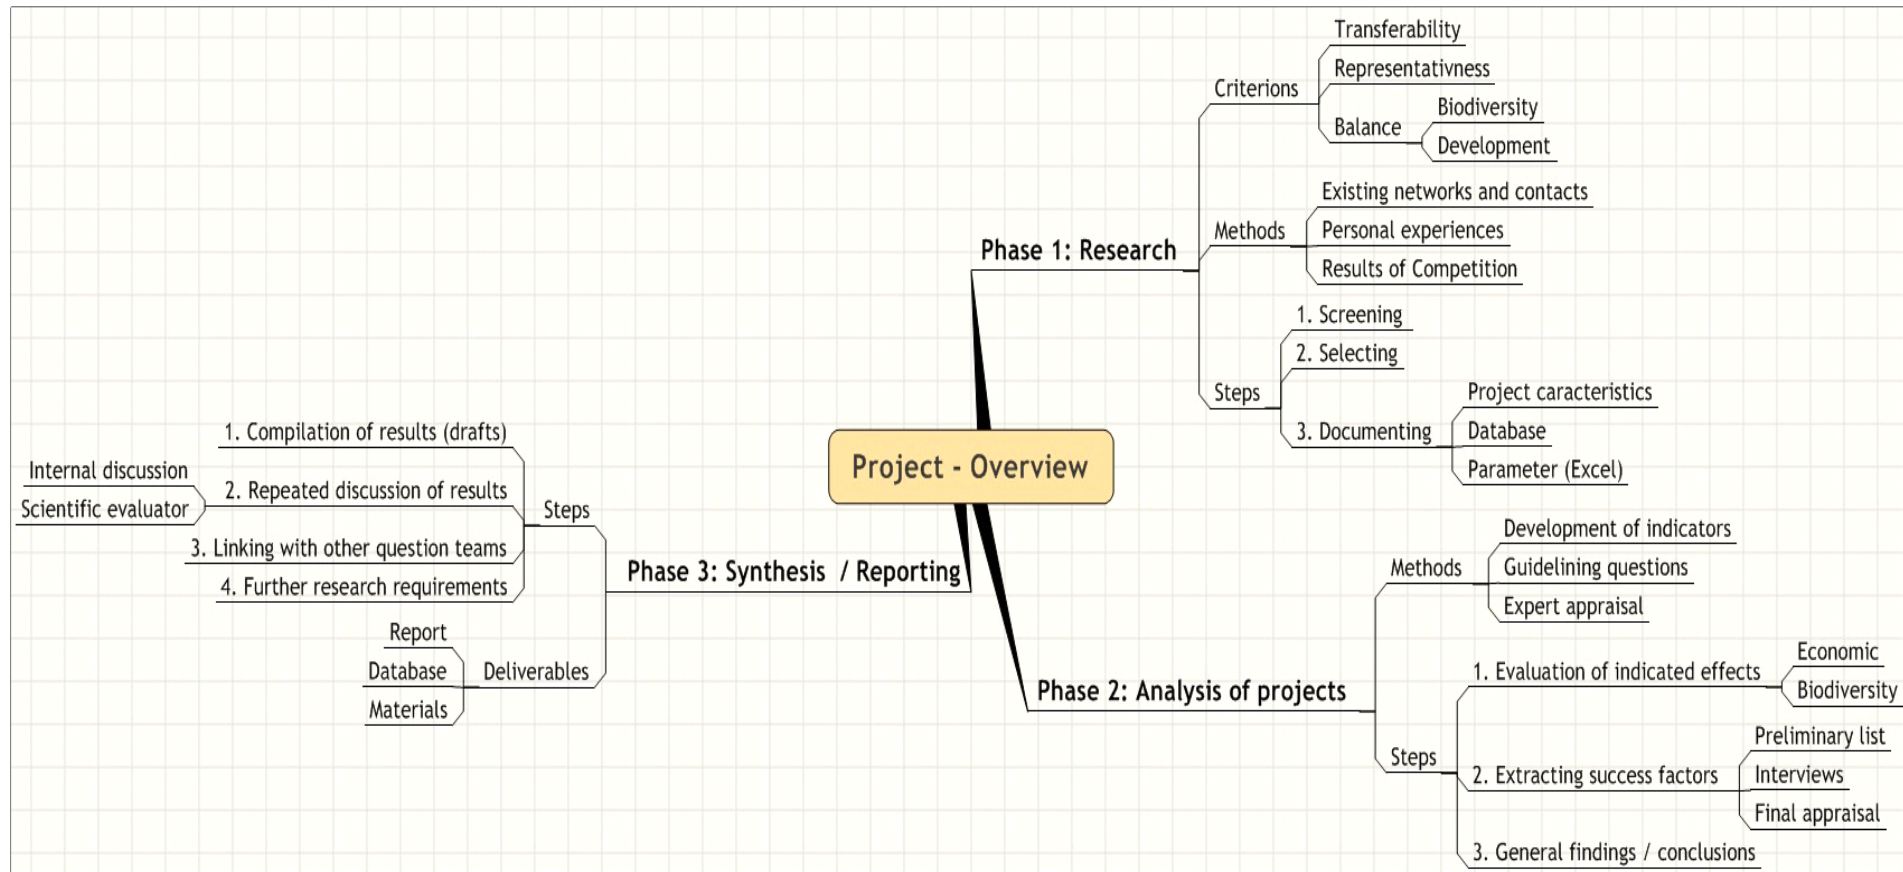 Project - Overview
Phase 1: Research
Criterions
Transferability
Representativness
Balance
Biodiversity
Development
Methods
Existing networks and contacts
Personal experiences
Results of Competition
Steps
1. Screening
2. Selecting
3. Documenting
Project caracteristics
Database
Parameter (Excel)
Phase 2: Analysis of projects
Methods
Development of indicators
Guidelining questions
Expert appraisal
Steps
1. Evaluation of indicated effects
Economic
Biodiversity
2. Extracting success factors
Preliminary list
Interviews
Final appraisal
3. General findings / conclusions
Phase 3: Synthesis / Reporting
Steps
1. Compilation of results (drafts)
2. Repeated discussion of results
Internal discussion
Scientific evaluator
3. Linking with other question teams
4. Further research requirements
Deliverables
Report
Database
Materials